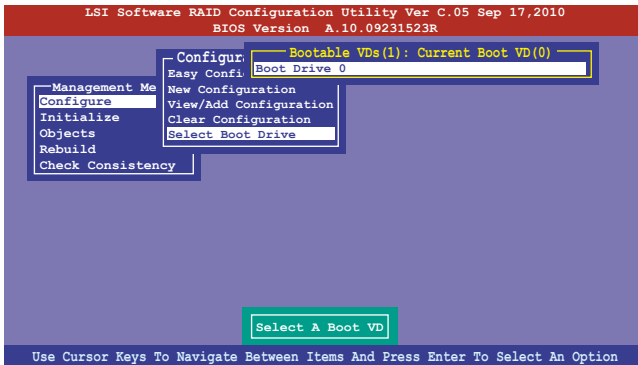 LSI Software RAID Configuration Utility Ver C.05 Sep 17,2010
BIOS Version A.10.09231523R
Bootable VDs(1): Current Boot VD(0)
Boot Drive 0
Configur
Easy Confi
New Configuration
View/Add Configuration
Clear Configuration
Select Boot Drive
Management Me
Configure
Initialize
Objects
Rebuild
Check Consistency
Select A Boot VD
Use Cursor Keys To Navigate Between Items And Press Enter To Select An Option